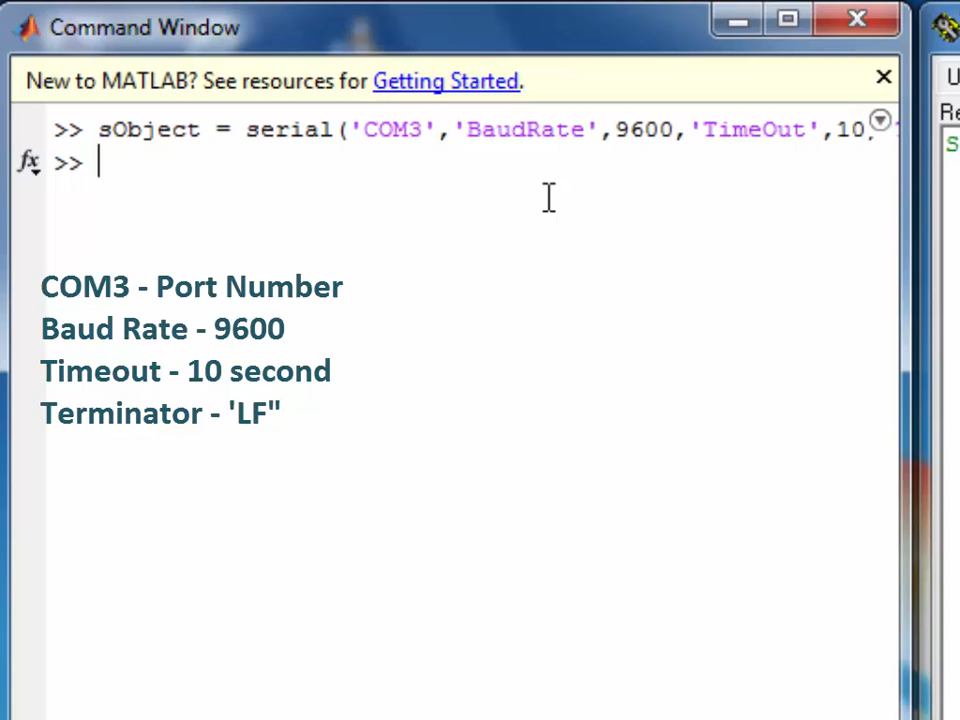 Command Window
New to MATLAB? See resources for Getting Started.
>> sObject = serial('COM3','BaudRate',9600,'TimeOut',10,
fx >>
COM3 - Port Number
Baud Rate - 9600
Timeout - 10 second
Terminator - 'LF"
U
Re
S